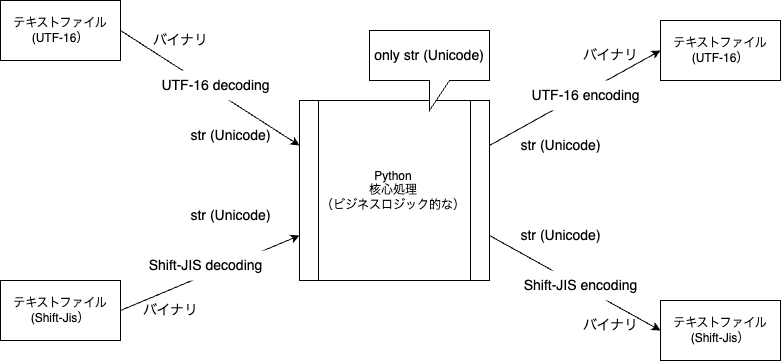 テキストファイル
(UTF-16）
バイナリ
UTF-16 decoding
str (Unicode)
str (Unicode)
Shift-JIS decoding
バイナリ
テキストファイル
(Shift-Jis）
only str (Unicode)
Python
核心処理
（ビジネスロジック的な）
バイナリ
UTF-16 encoding
str (Unicode)
テキストファイル
(UTF-16）
str (Unicode)
Shift-JIS encoding
バイナリ
テキストファイル
(Shift-Jis）